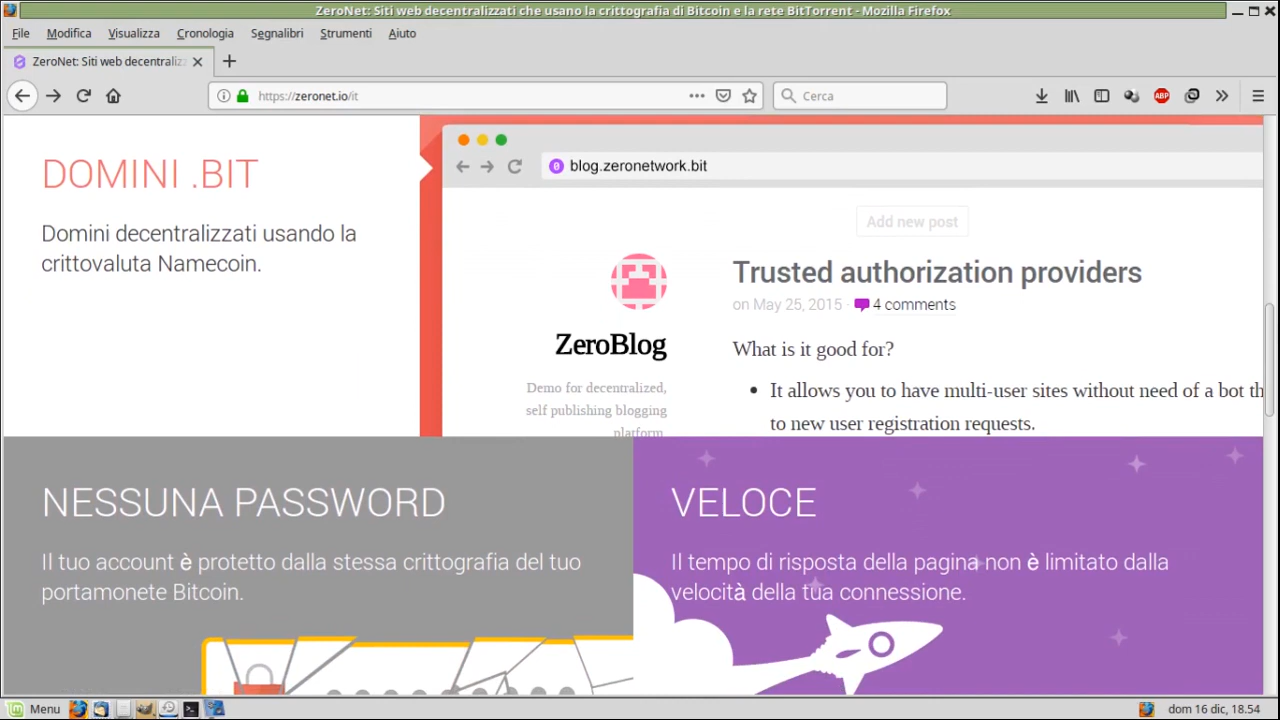 ZeroNet: Siti web decentralizzati che usano la crittografia di Bitcoin e la rete BitTorrent - Mozilla Firefox
File Modifica Visualizza Cronologia Segnalibri Strumenti Aiuto
ZeroNet: Siti web decentraliz
https://zeronet.io/it
Cerca
ABP
DOMINI .BIT
Domini decentralizzati usando la
crittovaluta Namecoin.
blog.zeronetwork.bit
Add new post
ZeroBlog
Demo for decentralized,
self publishing blogging
platform.
Trusted authorization providers
on May 25, 2015 · 4 comments
What is it good for?
• It allows you to have multi-user sites without need of a bot th
to new user registration requests.
NESSUNA PASSWORD
Il tuo account è protetto dalla stessa crittografia del tuo
portamonete Bitcoin.
VELOCE
Il tempo di risposta della pagina non è limitato dalla
velocità della tua connessione.
Menu
dom 16 dic, 18.54